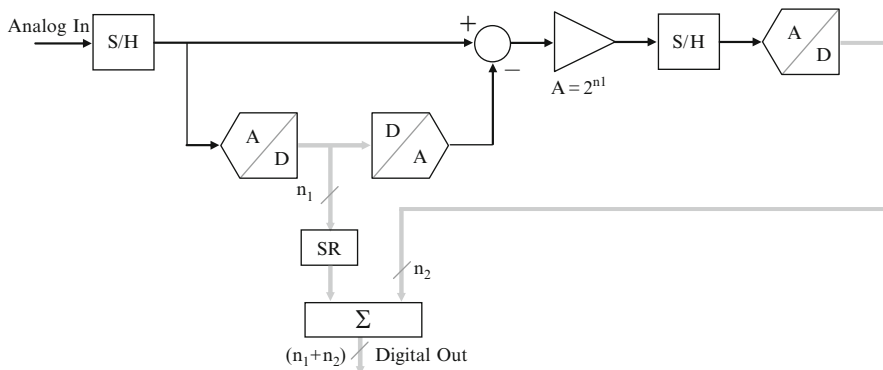 Analog In
S/H
+
−
A = 2^n1
S/H
A
D
A
D
D
A
n₁
SR
n₂
Σ
(n₁+n₂)
Digital Out